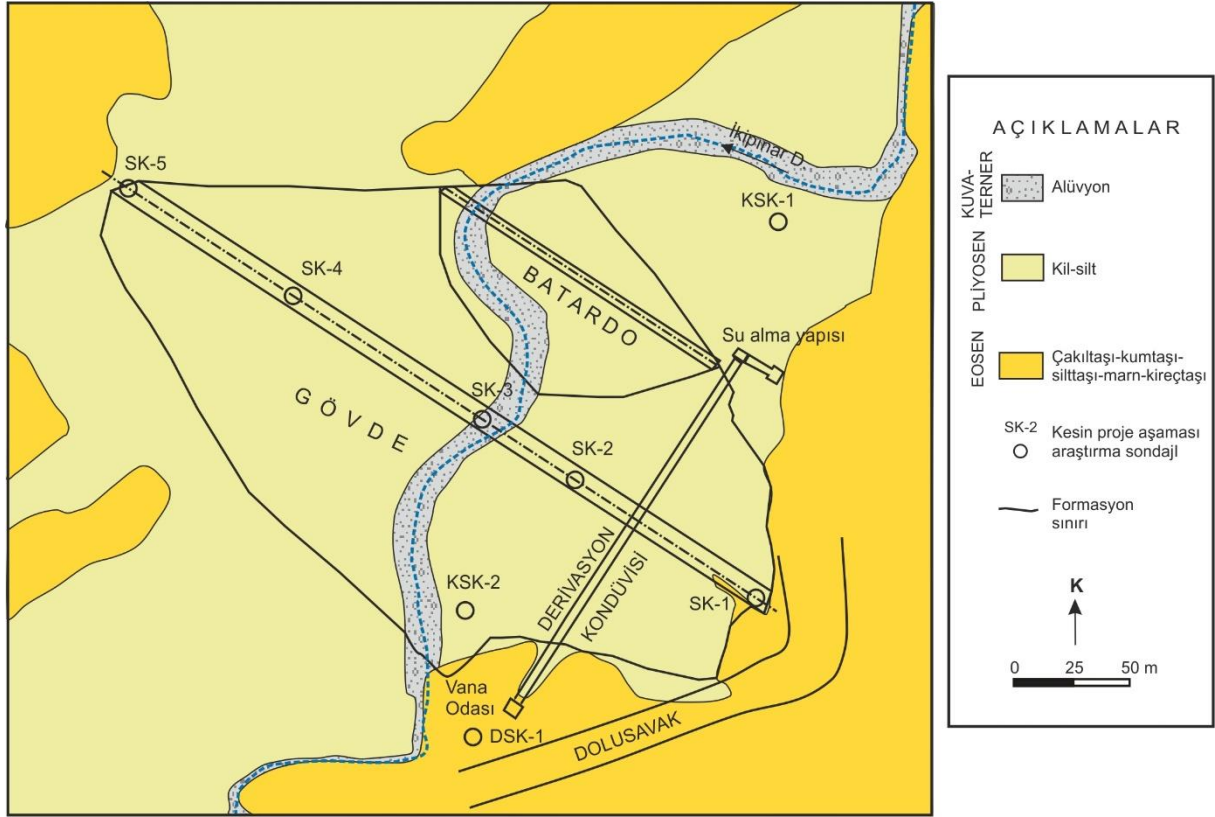 SK-5
İkipınar D
KSK-1
SK-4
BATARDO
Su alma yapısı
SK-3
GÖVDE
SK-2
DERİVASYON
KONDÜVİSİ
KSK-2
SK-1
Vana
Odası
DSK-1
DOLUSAVAK
AÇIKLAMALAR
KUVA-
TERNER
Alüvyon
PLİYOSEN
Kil-silt
EOSEN
Çakıltaşı-kumtaşı-
silttaşı-marn-kireçtaşı
SK-2
Kesin proje aşaması
araştırma sondajI
Formasyon
sınırı
K
0 25 50 m